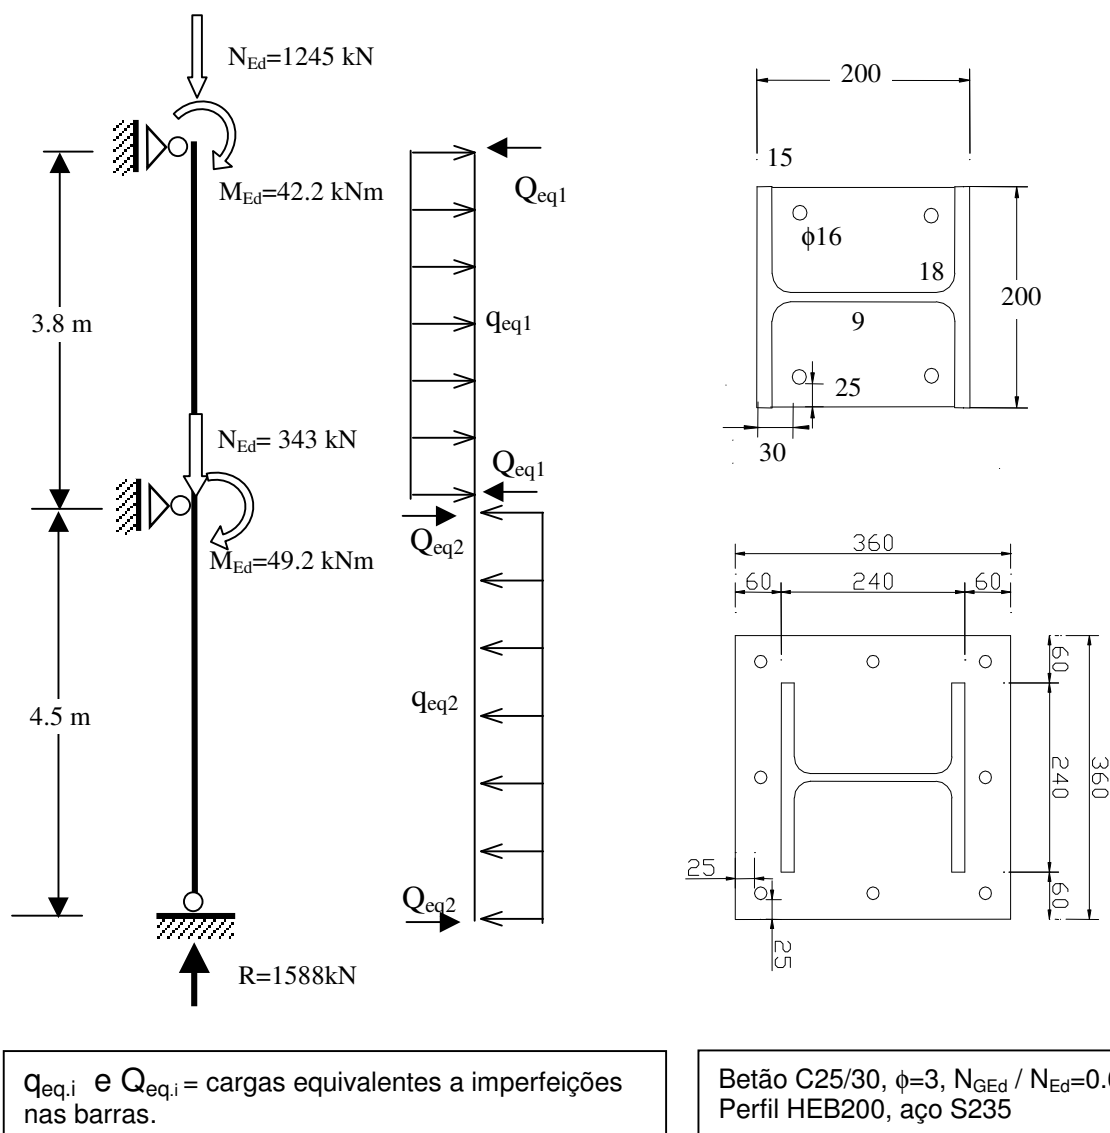 N_Ed=1245 kN
M_Ed=42.2 kNm
3.8 m
N_Ed= 343 kN
M_Ed=49.2 kNm
4.5 m
R=1588kN
Q_eq1
q_eq1
Q_eq1
Q_eq2
q_eq2
Q_eq2
200
15
ϕ16
18
200
9
25
30
360
60
240
60
60
240
360
60
25
25
q_eq.i e Q_eq.i = cargas equivalentes a imperfeições
nas barras.
Betão C25/30, ϕ=3, N_GEd / N_Ed=0.
Perfil HEB200, aço S235